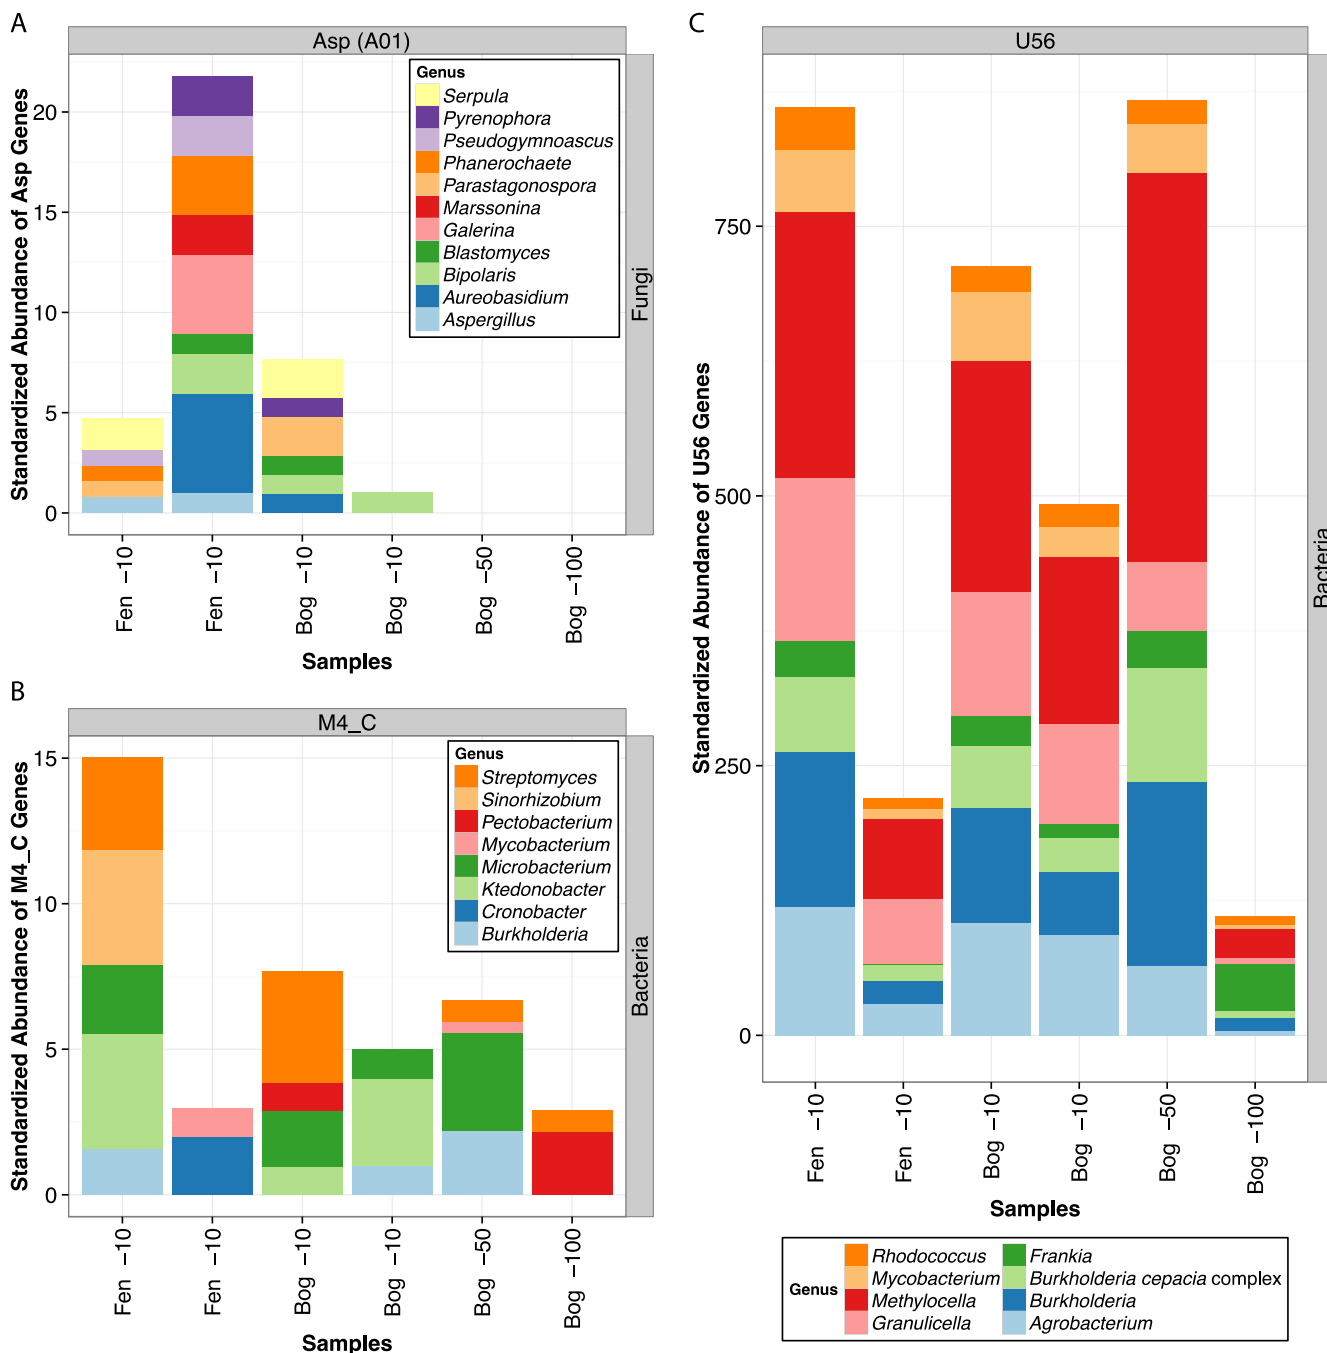 A
Asp (A01)
Standardized Abundance of Asp Genes
20
15
10
5
0
Genus
Serpula
Pyrenophora
Pseudogymnoascus
Phanerochaete
Parastagonospora
Marssonina
Galerina
Blastomyces
Bipolaris
Aureobasidium
Aspergillus
Fungi
Fen −10
Fen −10
Bog −10
Bog −10
Bog −50
Bog −100
Samples
B
M4_C
Standardized Abundance of M4_C Genes
15
10
5
0
Genus
Streptomyces
Sinorhizobium
Pectobacterium
Mycobacterium
Microbacterium
Ktedonobacter
Cronobacter
Burkholderia
Bacteria
Fen −10
Fen −10
Bog −10
Bog −10
Bog −50
Bog −100
Samples
C
U56
Standardized Abundance of U56 Genes
750
500
250
0
Bacteria
Fen −10
Fen −10
Bog −10
Bog −10
Bog −50
Bog −100
Samples
Genus
Rhodococcus
Mycobacterium
Methylocella
Granulicella
Frankia
Burkholderia cepacia complex
Burkholderia
Agrobacterium